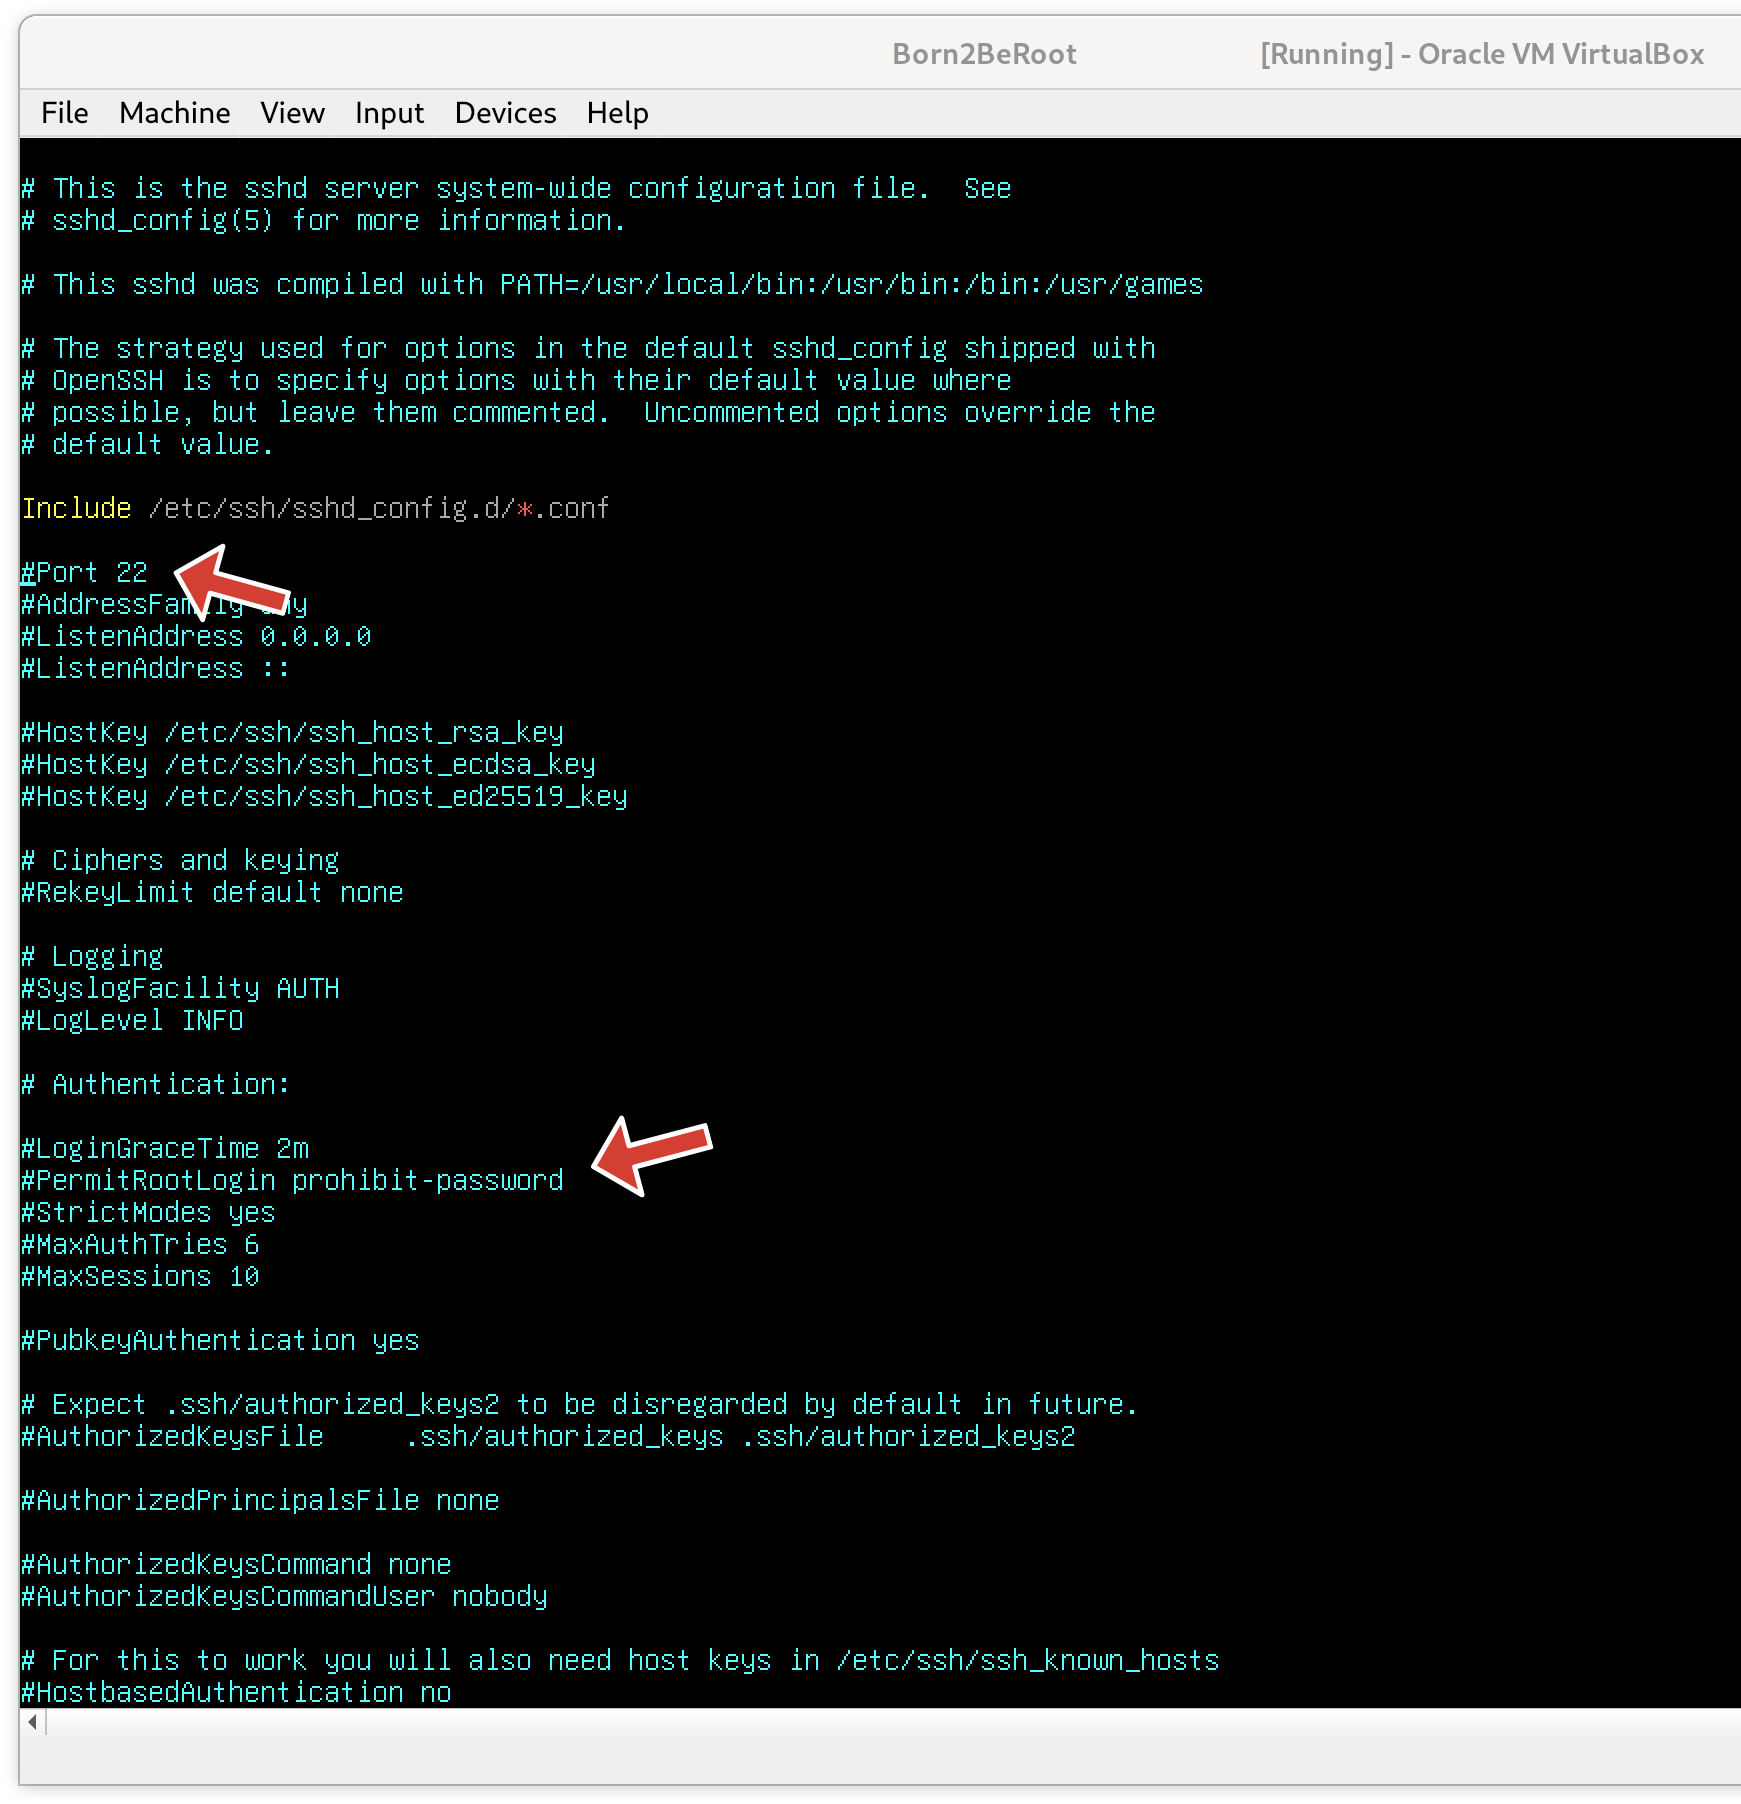 Born2BeRoot [Running] - Oracle VM VirtualBox
File Machine View Input Devices Help
# This is the sshd server system-wide configuration file.  See
# sshd_config(5) for more information.
# This sshd was compiled with PATH=/usr/local/bin:/usr/bin:/bin:/usr/games
# The strategy used for options in the default sshd_config shipped with
# OpenSSH is to specify options with their default value where
# possible, but leave them commented.  Uncommented options override the
# default value.
Include /etc/ssh/sshd_config.d/*.conf
#Port 22
#AddressFamily any
#ListenAddress 0.0.0.0
#ListenAddress ::
#HostKey /etc/ssh/ssh_host_rsa_key
#HostKey /etc/ssh/ssh_host_ecdsa_key
#HostKey /etc/ssh/ssh_host_ed25519_key
# Ciphers and keying
#RekeyLimit default none
# Logging
#SyslogFacility AUTH
#LogLevel INFO
# Authentication:
#LoginGraceTime 2m
#PermitRootLogin prohibit-password
#StrictModes yes
#MaxAuthTries 6
#MaxSessions 10
#PubkeyAuthentication yes
# Expect .ssh/authorized_keys2 to be disregarded by default in future.
#AuthorizedKeysFile     .ssh/authorized_keys .ssh/authorized_keys2
#AuthorizedPrincipalsFile none
#AuthorizedKeysCommand none
#AuthorizedKeysCommandUser nobody
# For this to work you will also need host keys in /etc/ssh/ssh_known_hosts
#HostbasedAuthentication no